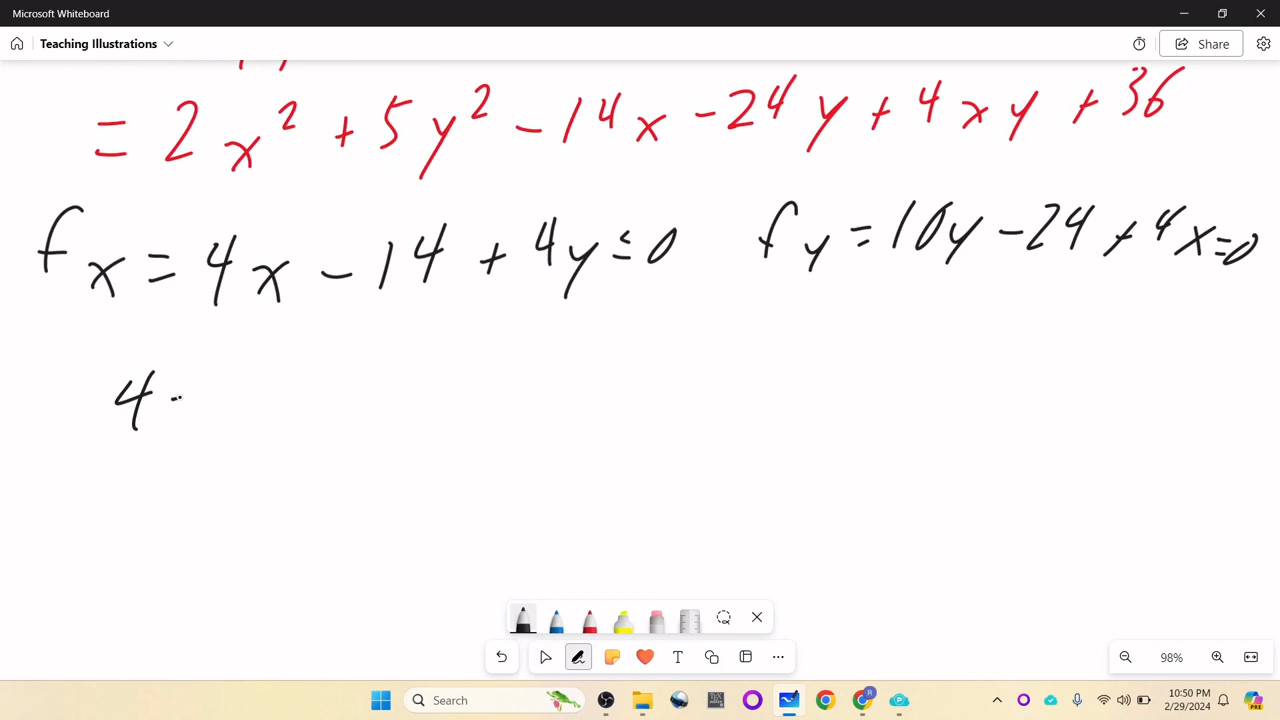 Microsoft Whiteboard
Teaching Illustrations
Share
= 2x² + 5y² - 14x - 24y + 4xy + 36
fx = 4x - 14 + 4y = 0 fy = 10y - 24 + 4x = 0
4
98%
Search
10:50 PM
2/29/2024
PRE